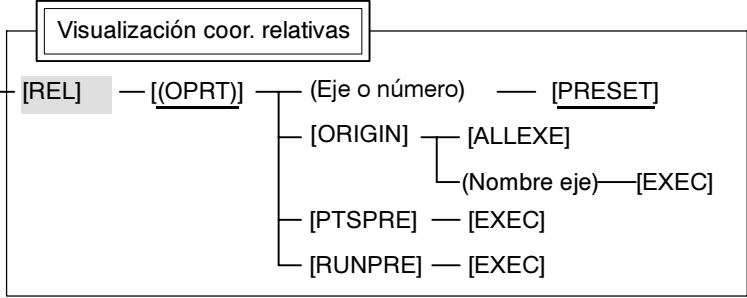 Visualización coor. relativas
[REL] [(OPRT)] (Eje o número) [PRESET]
[ORIGIN] [ALLEXE]
(Nombre eje) [EXEC]
[PTSPRE] [EXEC]
[RUNPRE] [EXEC]